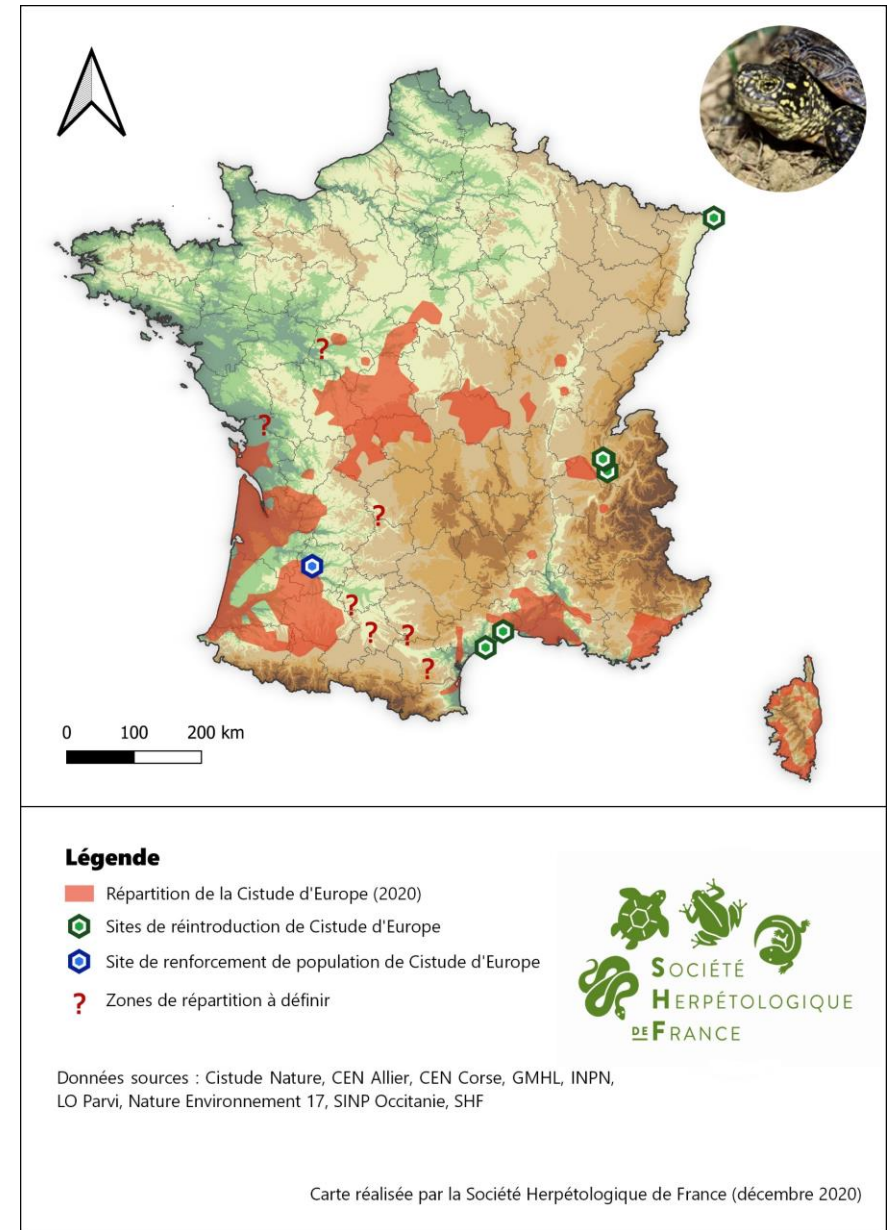 ?
?
?
?
?
?
?
0 100 200 km
Légende
Répartition de la Cistude d'Europe (2020)
Sites de réintroduction de Cistude d'Europe
Site de renforcement de population de Cistude d'Europe
? Zones de répartition à définir
SOCIÉTÉ
HERPÉTOLOGIQUE
DE FRANCE
Données sources : Cistude Nature, CEN Allier, CEN Corse, GMHL, INPN,
LO Parvi, Nature Environnement 17, SINP Occitanie, SHF
Carte réalisée par la Société Herpétologique de France (décembre 2020)